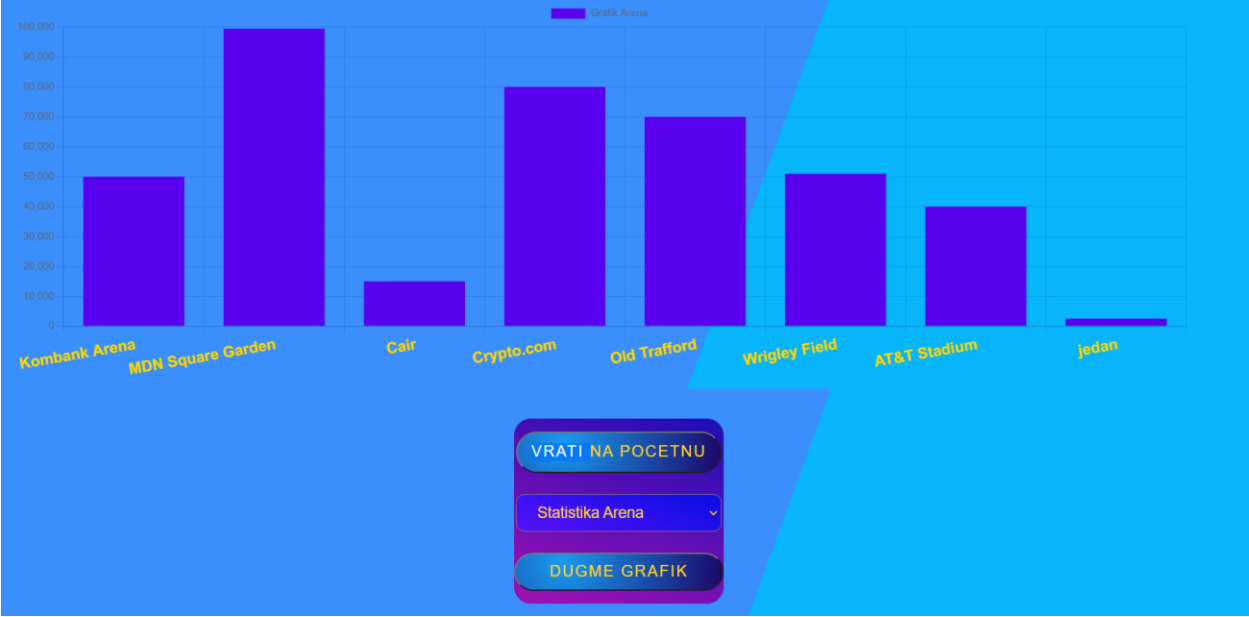 Grafik Arena
100,000
90,000
80,000
70,000
60,000
50,000
40,000
30,000
20,000
10,000
0
Kombank Arena
MDN Square Garden
Cair
Crypto.com
Old Trafford
Wrigley Field
AT&T Stadium
jedan
VRATI NA POCETNU
Statistika Arena
DUGME GRAFIK